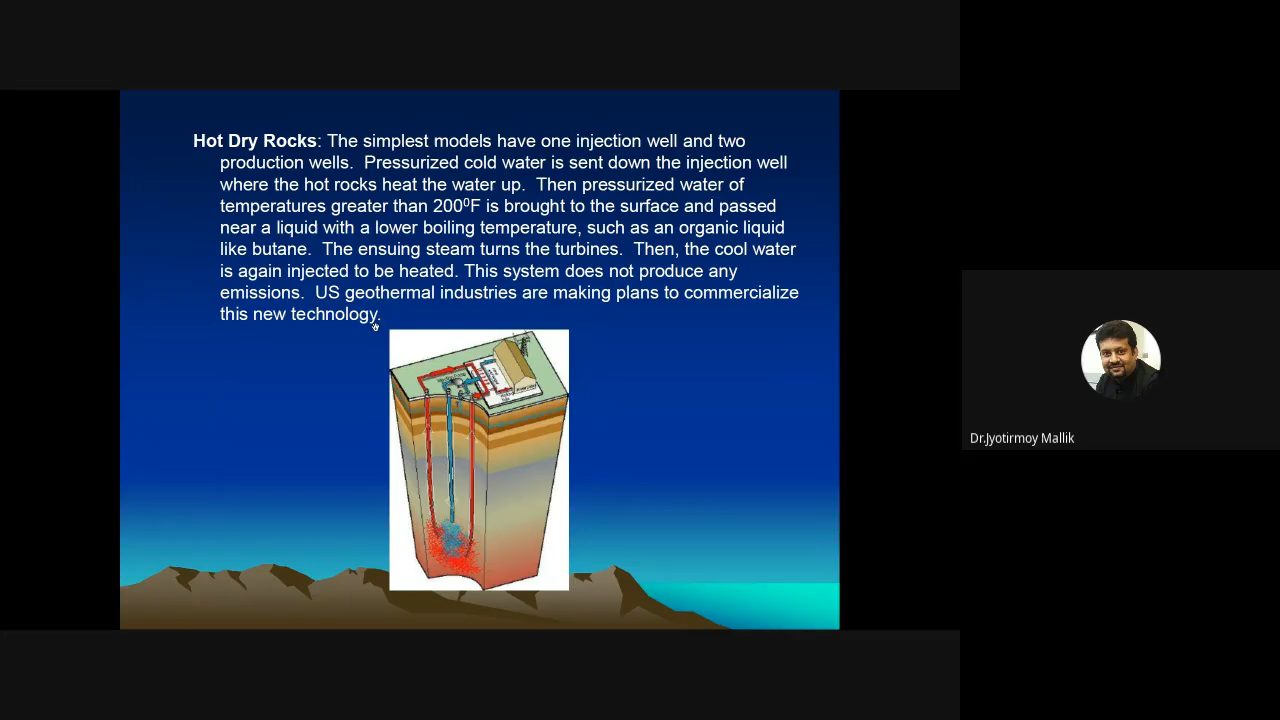 Hot Dry Rocks: The simplest models have one injection well and two
production wells. Pressurized cold water is sent down the injection well
where the hot rocks heat the water up. Then pressurized water of
temperatures greater than 200⁰F is brought to the surface and passed
near a liquid with a lower boiling temperature, such as an organic liquid
like butane. The ensuing steam turns the turbines. Then, the cool water
is again injected to be heated. This system does not produce any
emissions. US geothermal industries are making plans to commercialize
this new technology.
Dr.Jyotirmoy Mallik